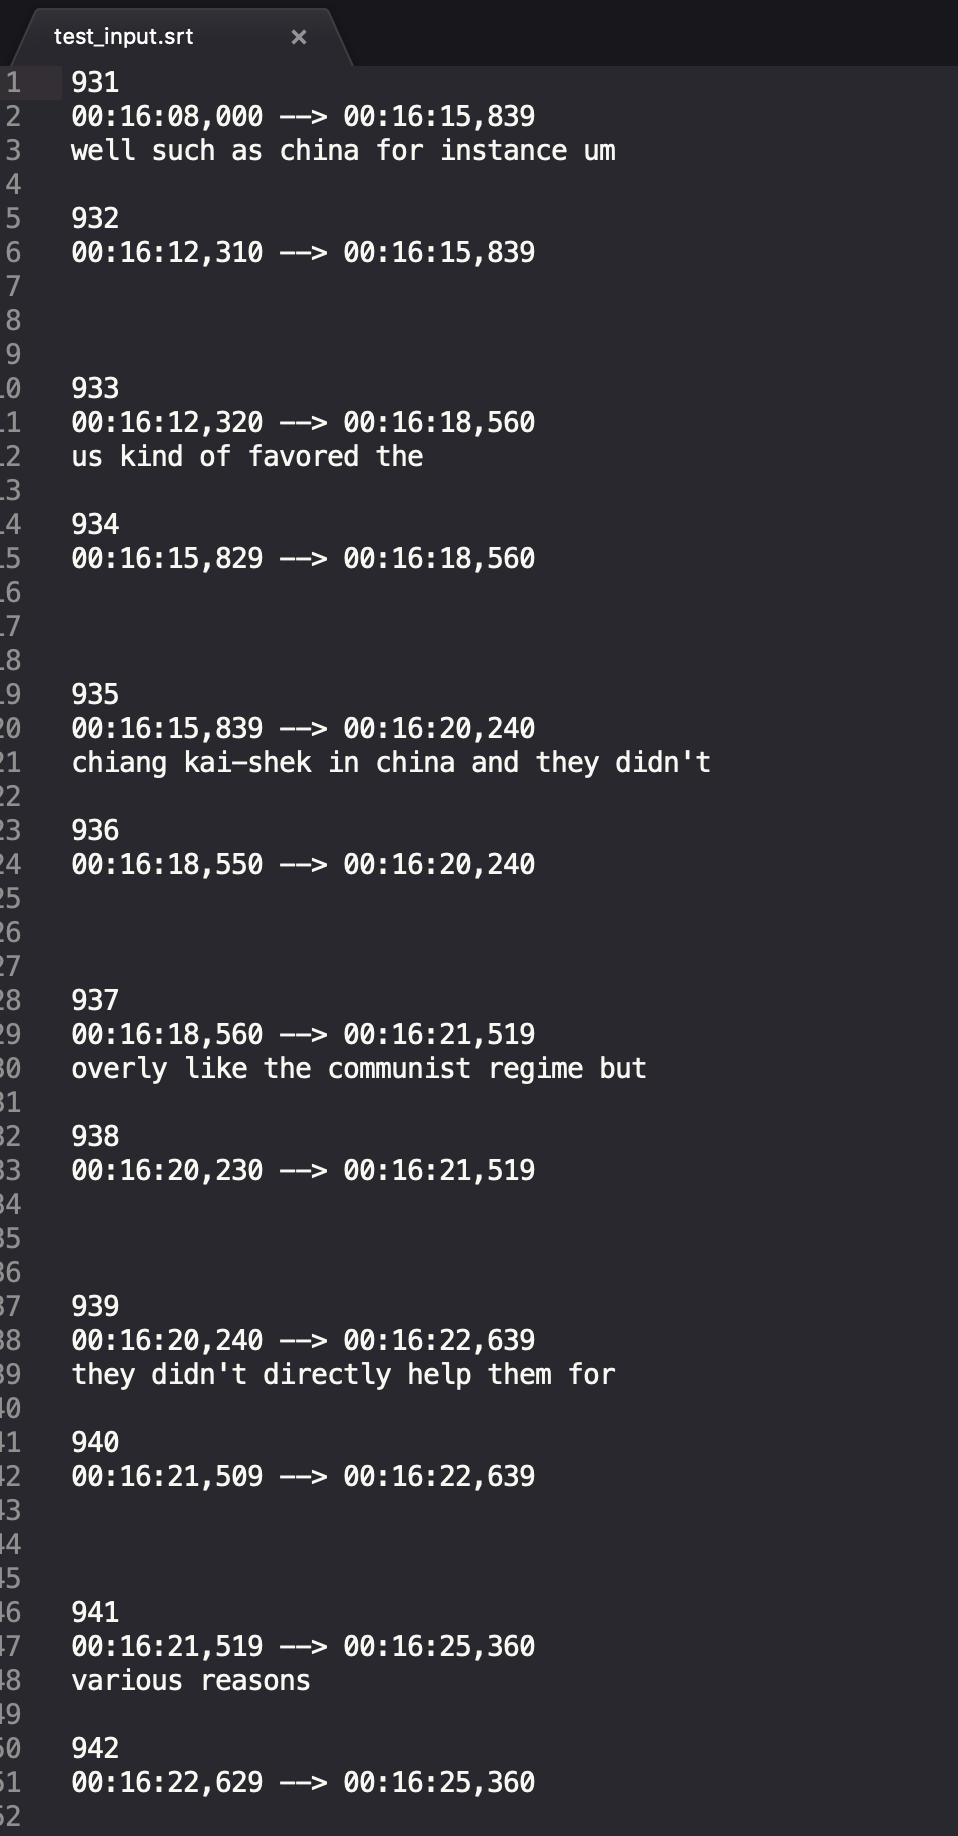 test_input.srt ×
1 931
2 00:16:08,000 --> 00:16:15,839
3 well such as china for instance um
4
5 932
6 00:16:12,310 --> 00:16:15,839
7
8
9
10 933
11 00:16:12,320 --> 00:16:18,560
12 us kind of favored the
13
14 934
15 00:16:15,829 --> 00:16:18,560
16
17
18
19 935
20 00:16:15,839 --> 00:16:20,240
21 chiang kai-shek in china and they didn't
22
23 936
24 00:16:18,550 --> 00:16:20,240
25
26
27
28 937
29 00:16:18,560 --> 00:16:21,519
30 overly like the communist regime but
31
32 938
33 00:16:20,230 --> 00:16:21,519
34
35
36
37 939
38 00:16:20,240 --> 00:16:22,639
39 they didn't directly help them for
40
41 940
42 00:16:21,509 --> 00:16:22,639
43
44
45
46 941
47 00:16:21,519 --> 00:16:25,360
48 various reasons
49
50 942
51 00:16:22,629 --> 00:16:25,360
52